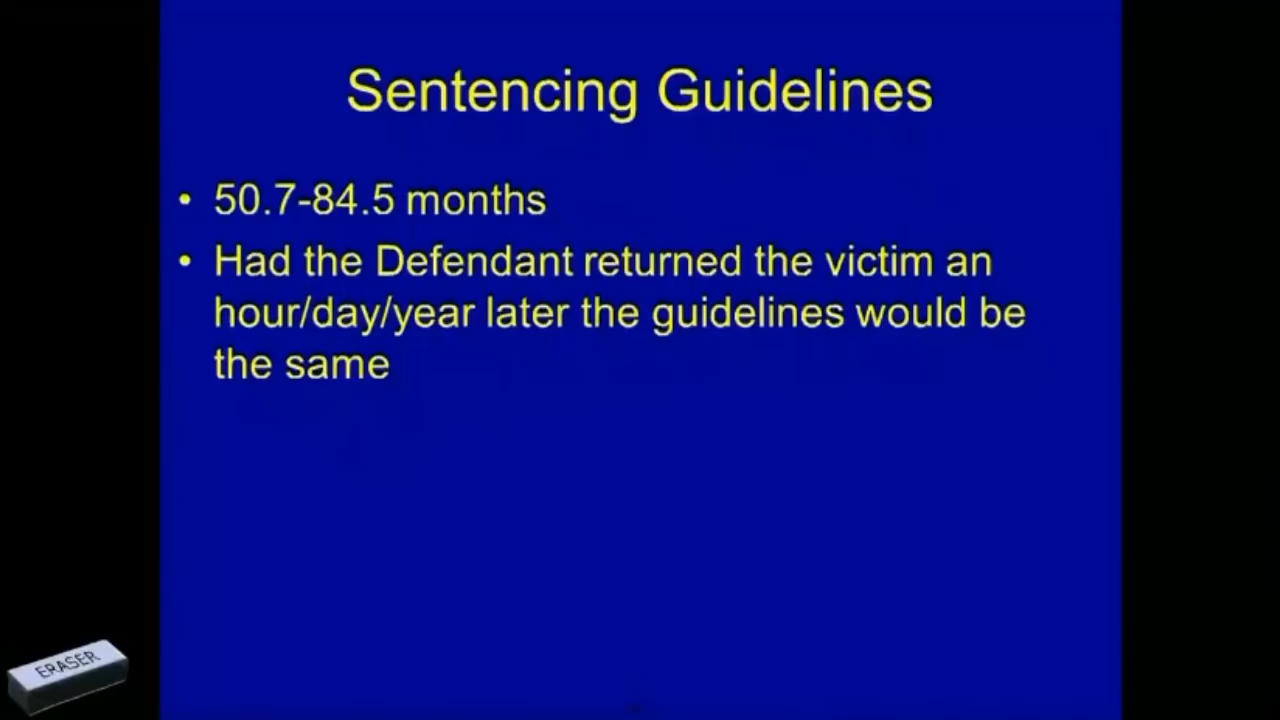 Sentencing Guidelines
• 50.7-84.5 months
• Had the Defendant returned the victim an
hour/day/year later the guidelines would be
the same
ERASER